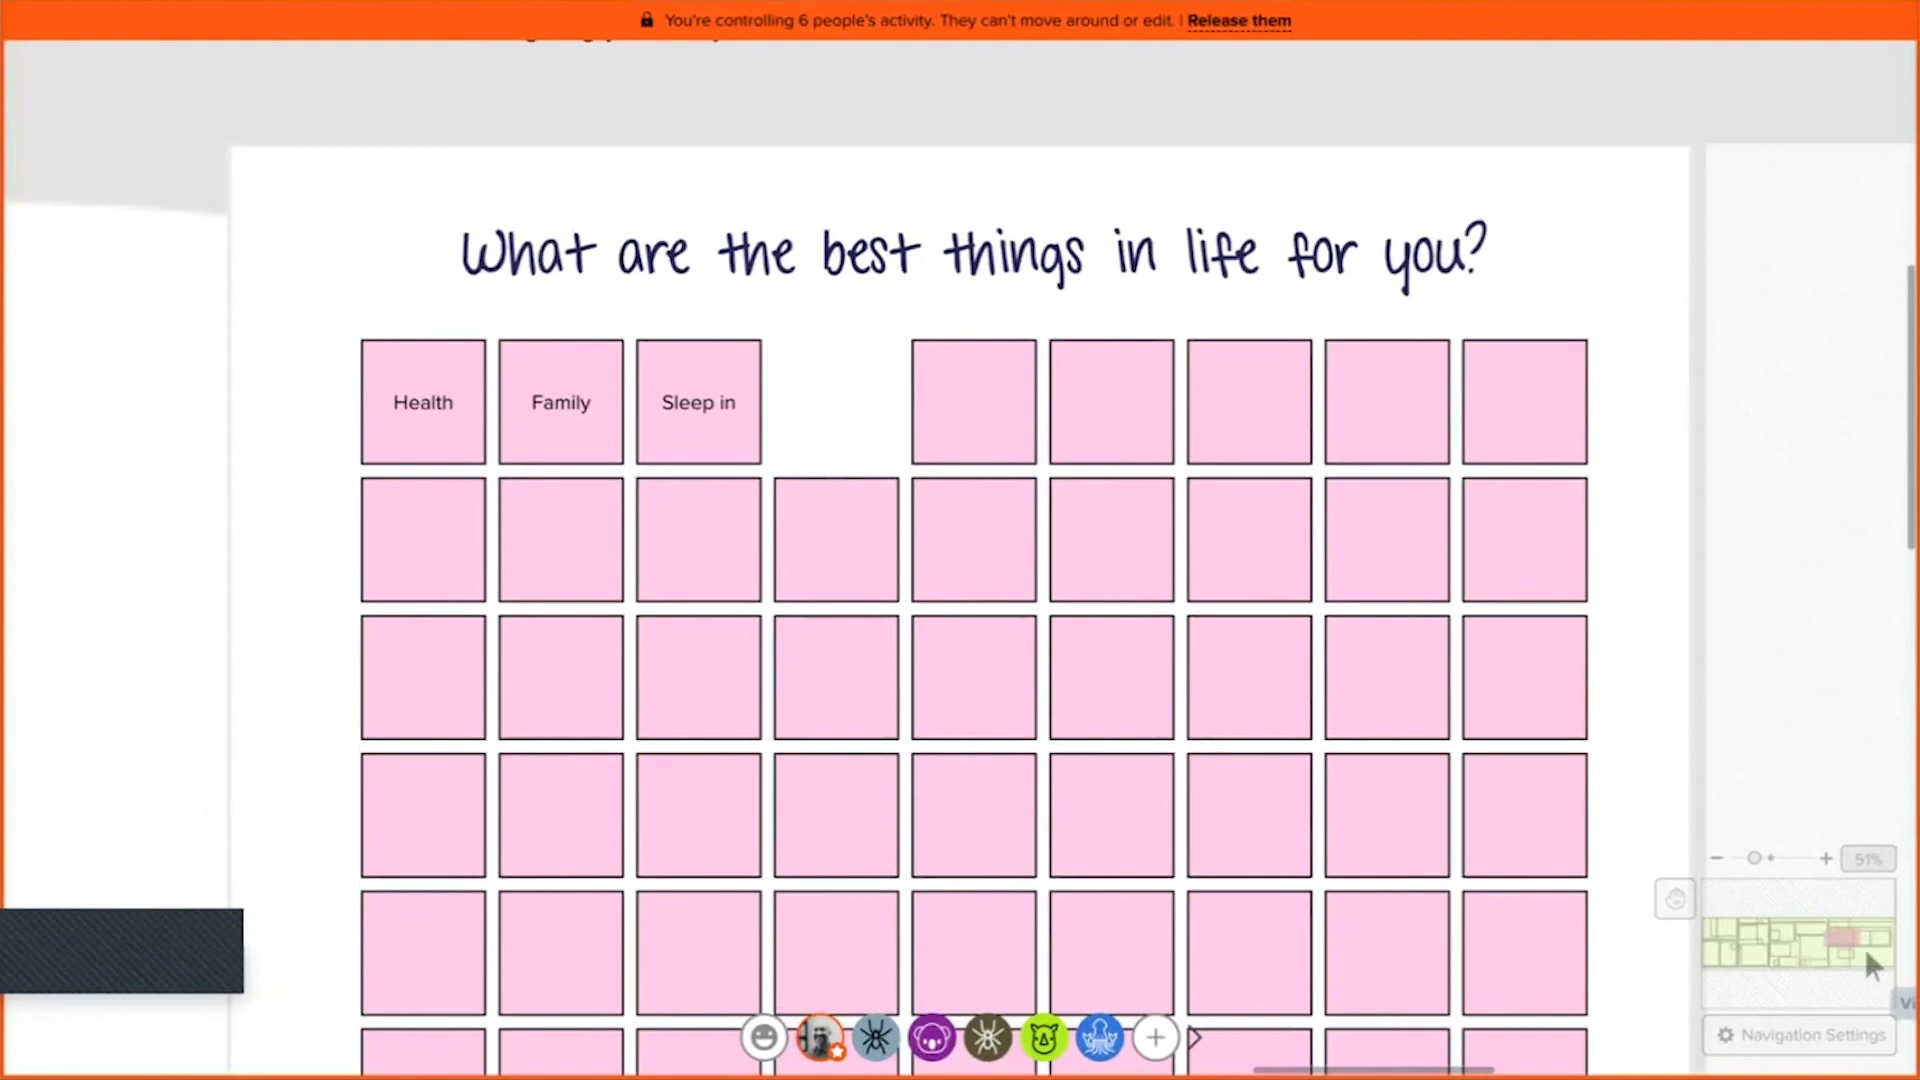 You're controlling 6 people's activity. They can't move around or edit. | Release them
What are the best things in life for you?
Health
Family
Sleep in
51%
Vi
Navigation Settings